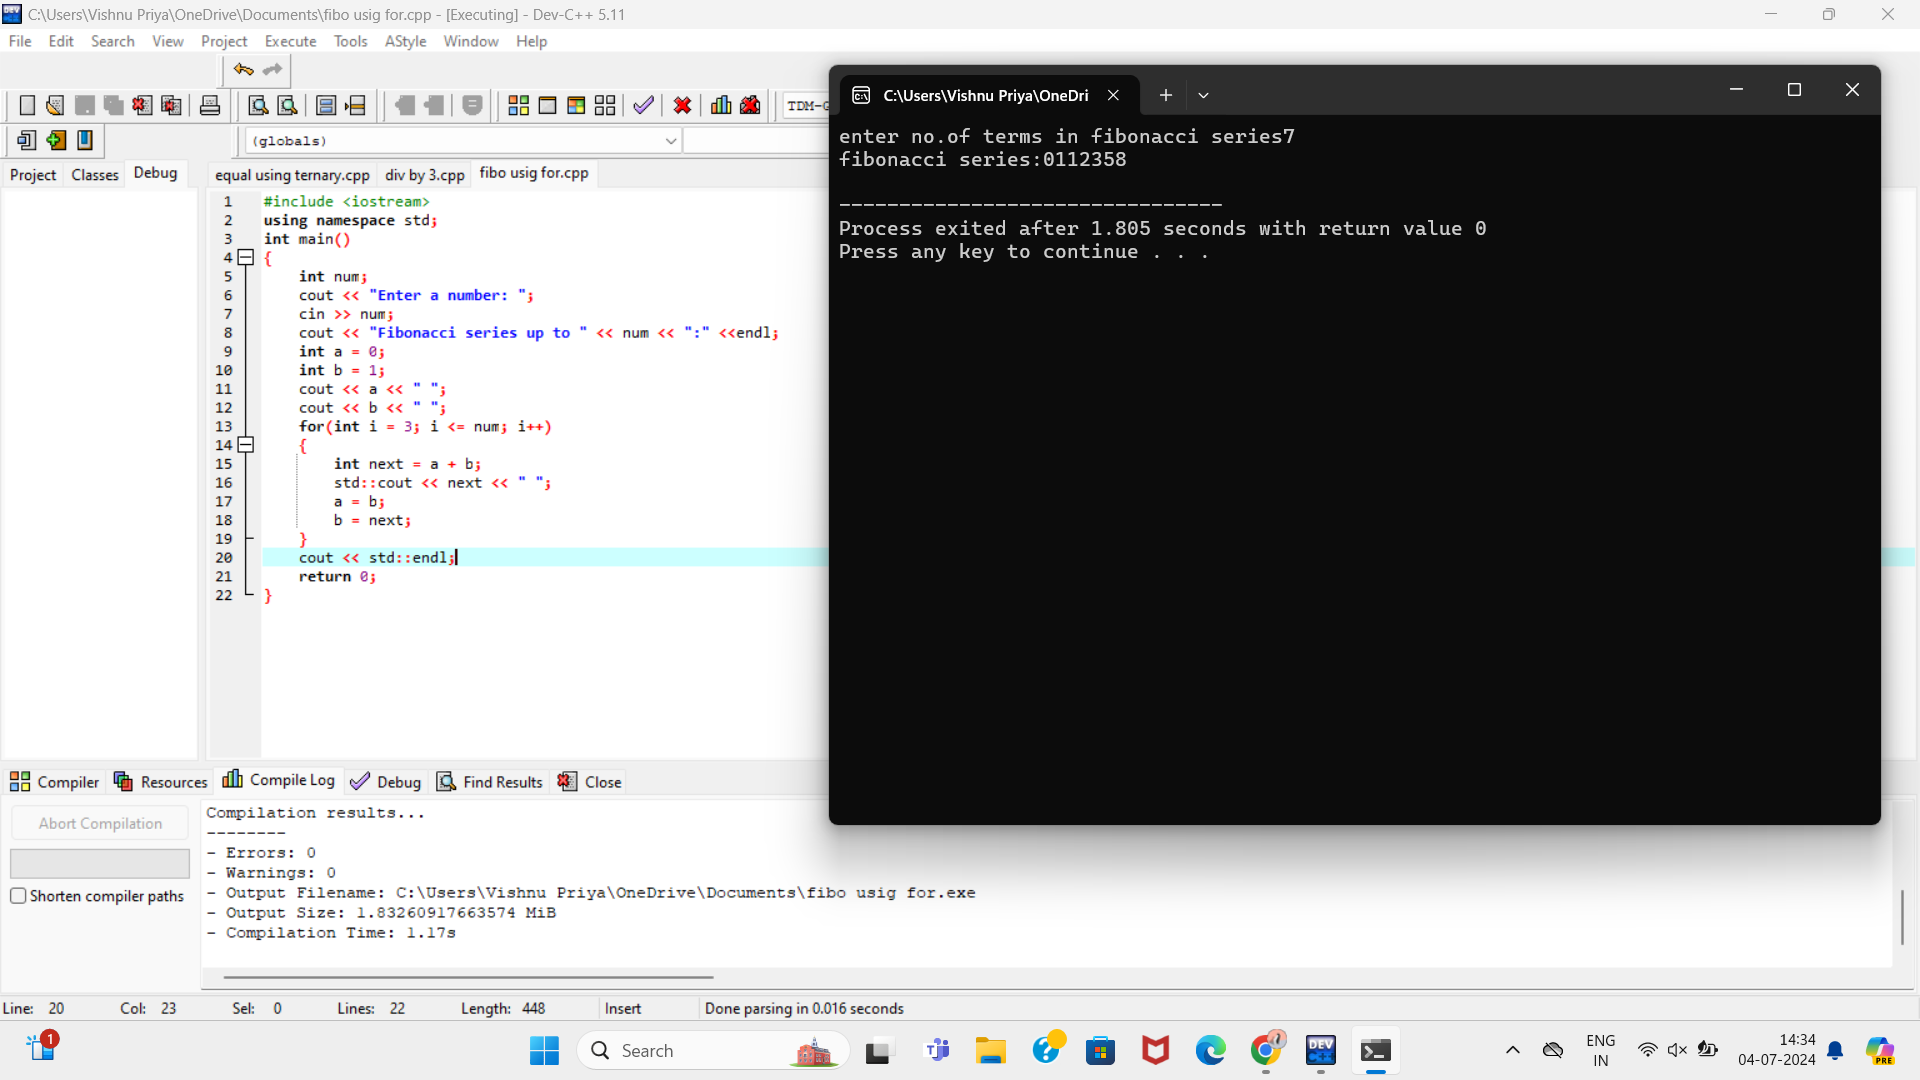 C:\Users\Vishnu Priya\OneDrive\Documents\fibo usig for.cpp - [Executing] - Dev-C++ 5.11
File Edit Search View Project Execute Tools AStyle Window Help
TDM-G
(globals)
Project Classes Debug
equal using ternary.cpp div by 3.cpp fibo usig for.cpp
1 #include <iostream>
2 using namespace std;
3 int main()
4 {
5 int num;
6 cout << "Enter a number: ";
7 cin >> num;
8 cout << "Fibonacci series up to " << num << ":" <<endl;
9 int a = 0;
10 int b = 1;
11 cout << a << " ";
12 cout << b << " ";
13 for(int i = 3; i <= num; i++)
14 {
15 int next = a + b;
16 std::cout << next << " ";
17 a = b;
18 b = next;
19 }
20 cout << std::endl;
21 return 0;
22 }
C:\Users\Vishnu Priya\OneDri
enter no.of terms in fibonacci series7
fibonacci series:0112358
--------------------------------
Process exited after 1.805 seconds with return value 0
Press any key to continue . . .
Compiler Resources Compile Log Debug Find Results Close
Abort Compilation
Shorten compiler paths
Compilation results...
--------
- Errors: 0
- Warnings: 0
- Output Filename: C:\Users\Vishnu Priya\OneDrive\Documents\fibo usig for.exe
- Output Size: 1.83260917663574 MiB
- Compilation Time: 1.17s
Line: 20 Col: 23 Sel: 0 Lines: 22 Length: 448 Insert Done parsing in 0.016 seconds
1
Search
DEV
ENG
IN
14:34
04-07-2024
PRE